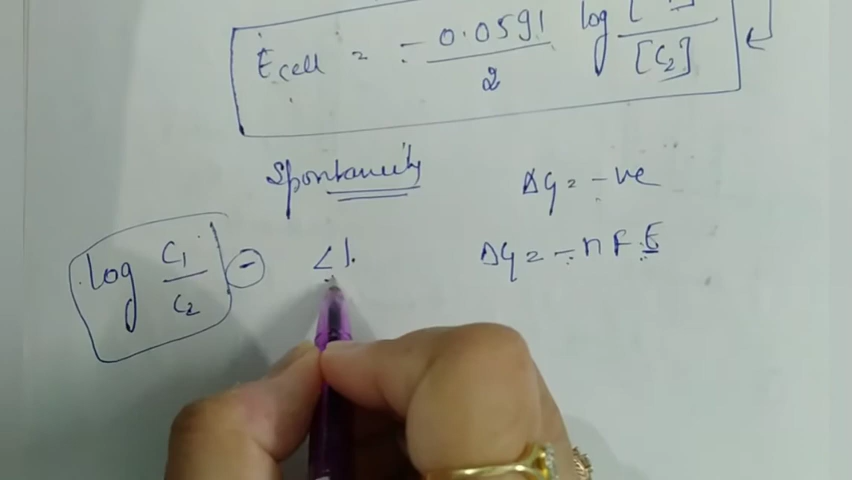 Ecell = - 0.0591/2 log [ ]/[C2]
Spontaneity
ΔG = -ve
log C1/C2 - <1.
ΔG = -nFE